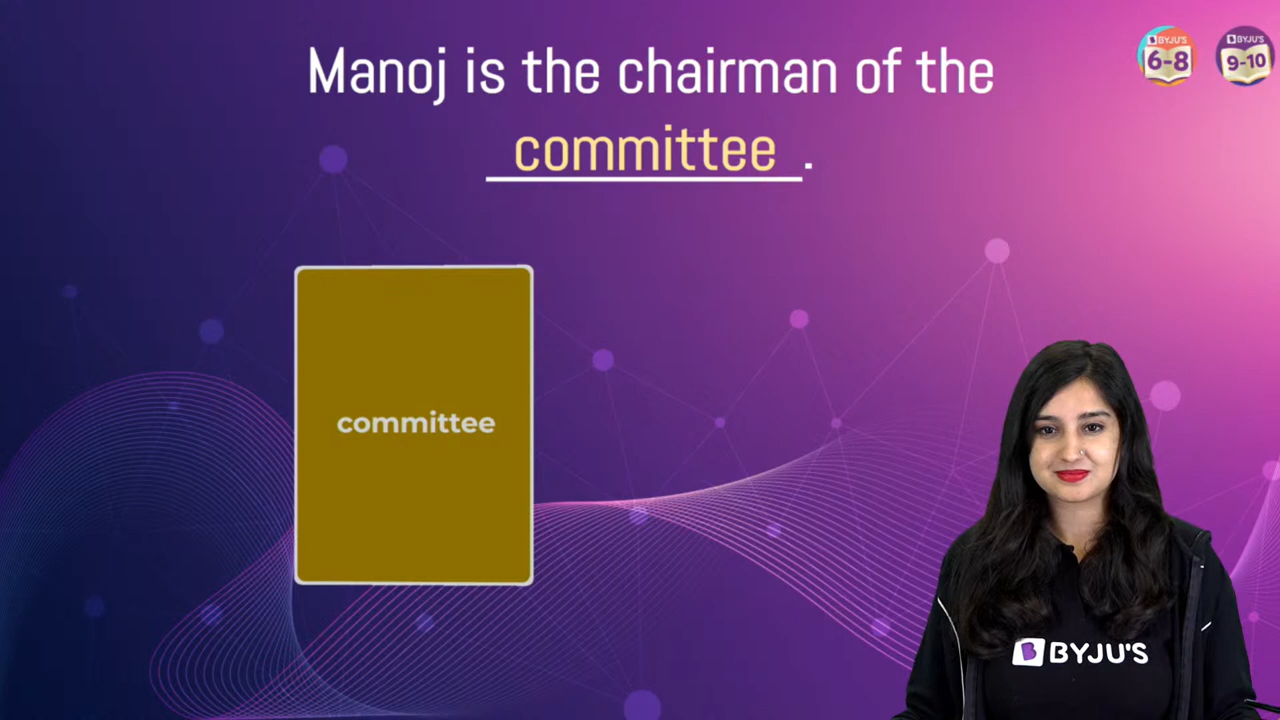 Manoj is the chairman of the
committee.
BYJU'S
6-8
BYJU'S
9-10
committee
BYJU'S